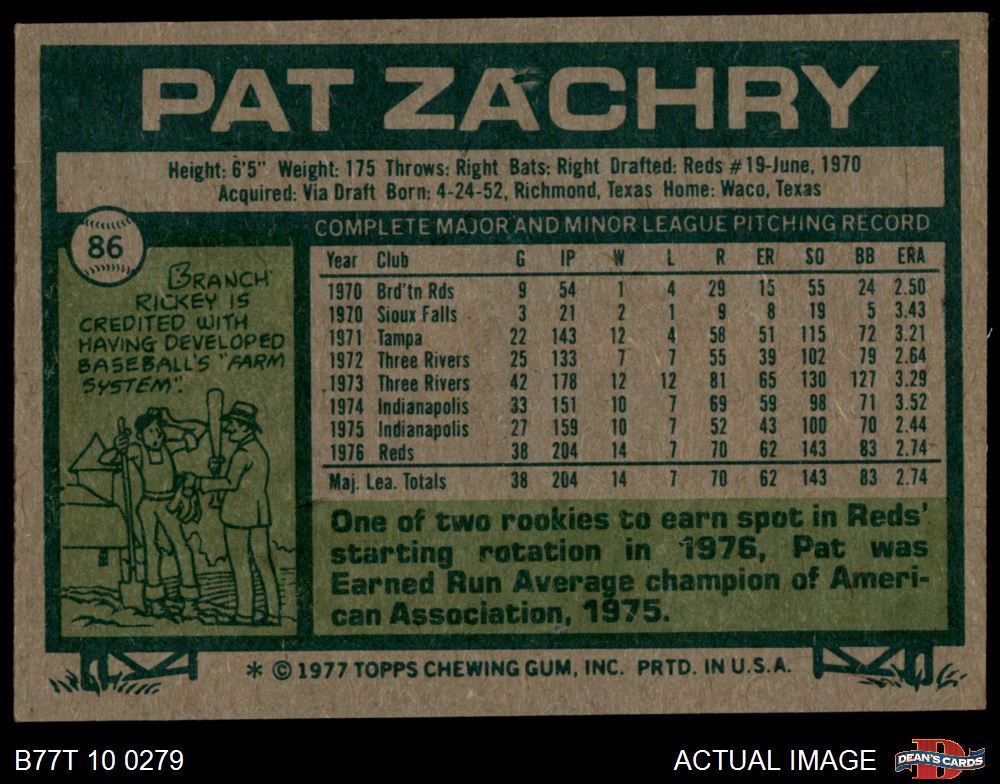 PAT ZACHRY
Height: 6'5" Weight: 175 Throws: Right Bats: Right Drafted: Reds #19-June, 1970
Acquired: Via Draft Born: 4-24-52, Richmond, Texas Home: Waco, Texas
86
BRANCH
RICKEY IS
CREDITED WITH
HAVING DEVELOPED
BASEBALL'S "FARM
SYSTEM".
COMPLETE MAJOR AND MINOR LEAGUE PITCHING RECORD
Year Club G IP W L R ER SO BB ERA
1970 Brd'tn Rds 9 54 1 4 29 15 55 24 2.50
1970 Sioux Falls 3 21 2 1 9 8 19 5 3.43
1971 Tampa 22 143 12 4 58 51 115 72 3.21
1972 Three Rivers 25 133 7 7 55 39 102 79 2.64
1973 Three Rivers 42 178 12 12 81 65 130 127 3.29
1974 Indianapolis 33 151 10 7 69 59 98 71 3.52
1975 Indianapolis 27 159 10 7 52 43 100 70 2.44
1976 Reds 38 204 14 7 70 62 143 83 2.74
Maj. Lea. Totals 38 204 14 7 70 62 143 83 2.74
One of two rookies to earn spot in Reds'
starting rotation in 1976, Pat was
Earned Run Average champion of Ameri-
can Association, 1975.
* © 1977 TOPPS CHEWING GUM, INC. PRTD. IN U.S.A.
B77T 10 0279
ACTUAL IMAGE
D
DEAN'S CARDS